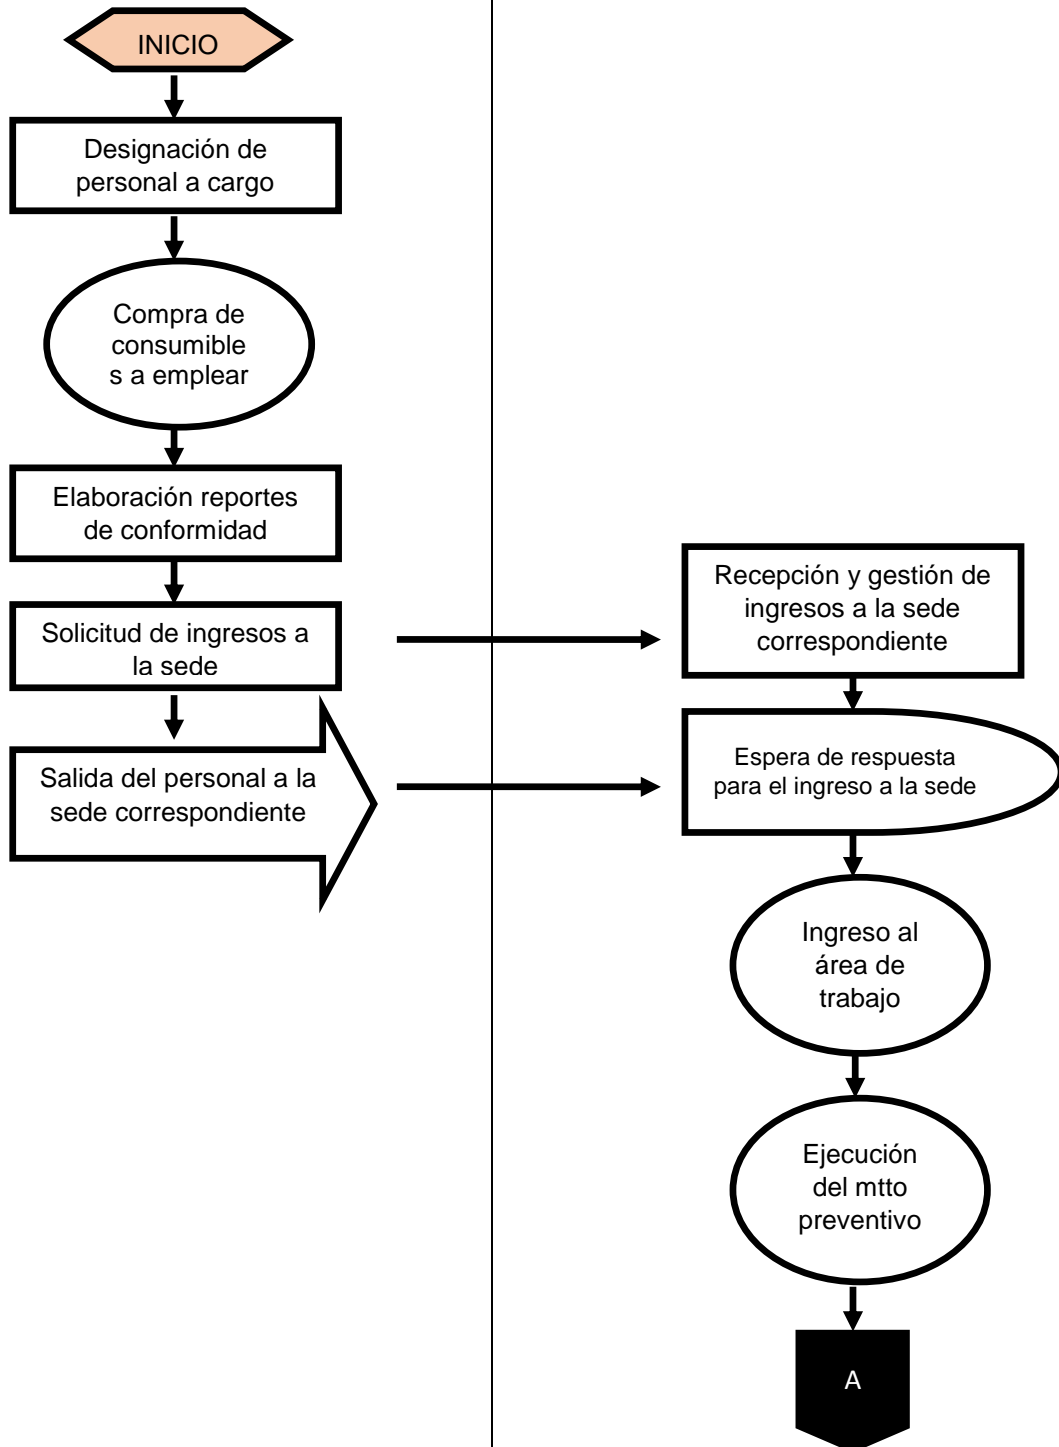 INICIO
Designación de
personal a cargo
Compra de
consumible
s a emplear
Elaboración reportes
de conformidad
Solicitud de ingresos a
la sede
Salida del personal a la
sede correspondiente
Recepción y gestión de
ingresos a la sede
correspondiente
Espera de respuesta
para el ingreso a la sede
Ingreso al
área de
trabajo
Ejecución
del mtto
preventivo
A